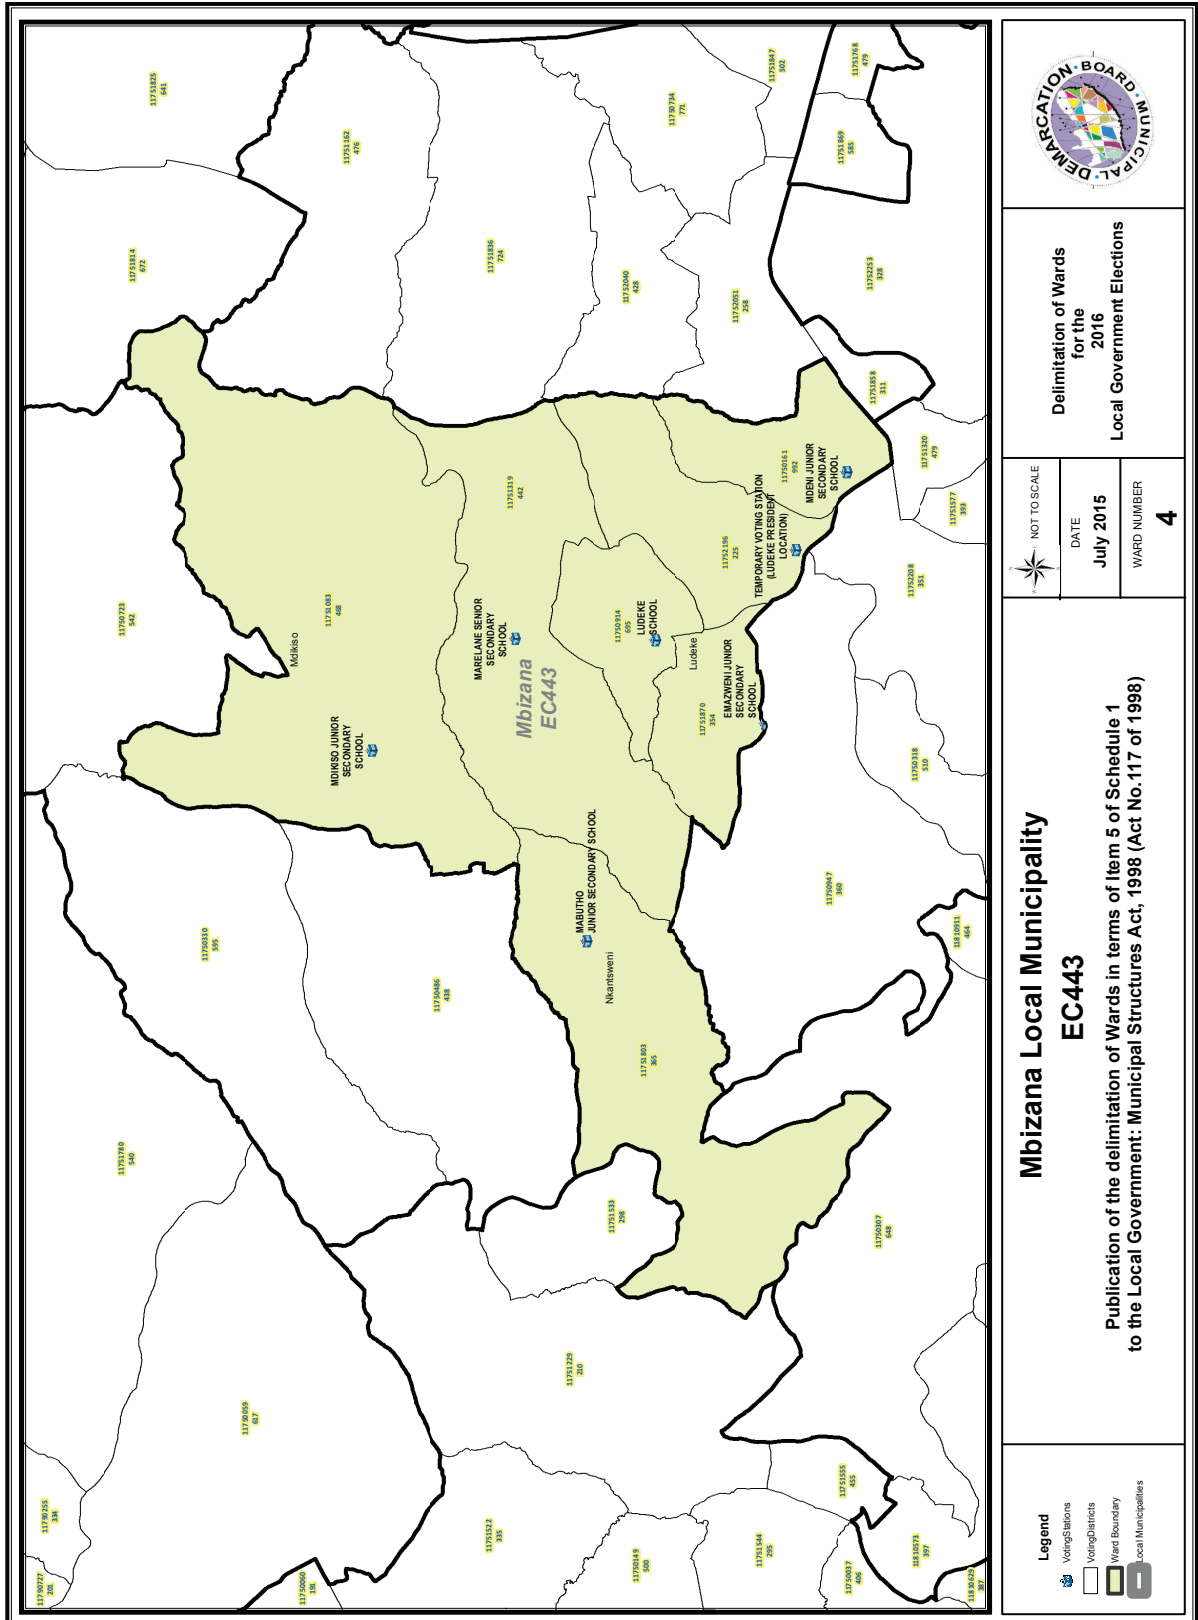 11751825
641
11751814
672
11751162
476
11751836
724
11750734
771
11751847
502
11751768
479
11751869
585
11752040
428
11752051
258
11752253
328
11751858
311
11751320
479
11751577
393
11752208
351
11750318
510
11750947
360
11810911
464
11750723
542
11751083
468
Mdikiso
MDIKISO JUNIOR
SECONDARY
SCHOOL
11751319
442
MARELANE SENIOR
SECONDARY
SCHOOL
Mbizana
EC443
11750914
695
LUDEKE
SCHOOL
Ludeke
11752196
225
TEMPORARY VOTING STATION
(LUDEKE PRESIDENT
LOCATION)
11750161
992
MDENI JUNIOR
SECONDARY
SCHOOL
11751870
354
EMAZWENI JUNIOR
SECONDARY
SCHOOL
MABUTHO
JUNIOR SECONDARY SCHOOL
Nkantsweni
11751803
365
11750330
595
11750486
438
11751780
540
11751533
298
11750307
648
11751229
210
11750059
617
11790255
334
11790727
201
11750060
191
11751522
335
11750149
500
11751544
295
11751555
455
11750037
406
11810573
397
11810629
387
Legend
VotingStations
VotingDistricts
Ward Boundary
Local Municipalities
Mbizana Local Municipality
EC443
Publication of the delimitation of Wards in terms of Item 5 of Schedule 1
to the Local Government: Municipal Structures Act, 1998 (Act No.117 of 1998)
NOT TO SCALE
DATE
July 2015
WARD NUMBER
4
Delimitation of Wards
for the
2016
Local Government Elections
MUNICIPAL · DEMARCATION · BOARD ·